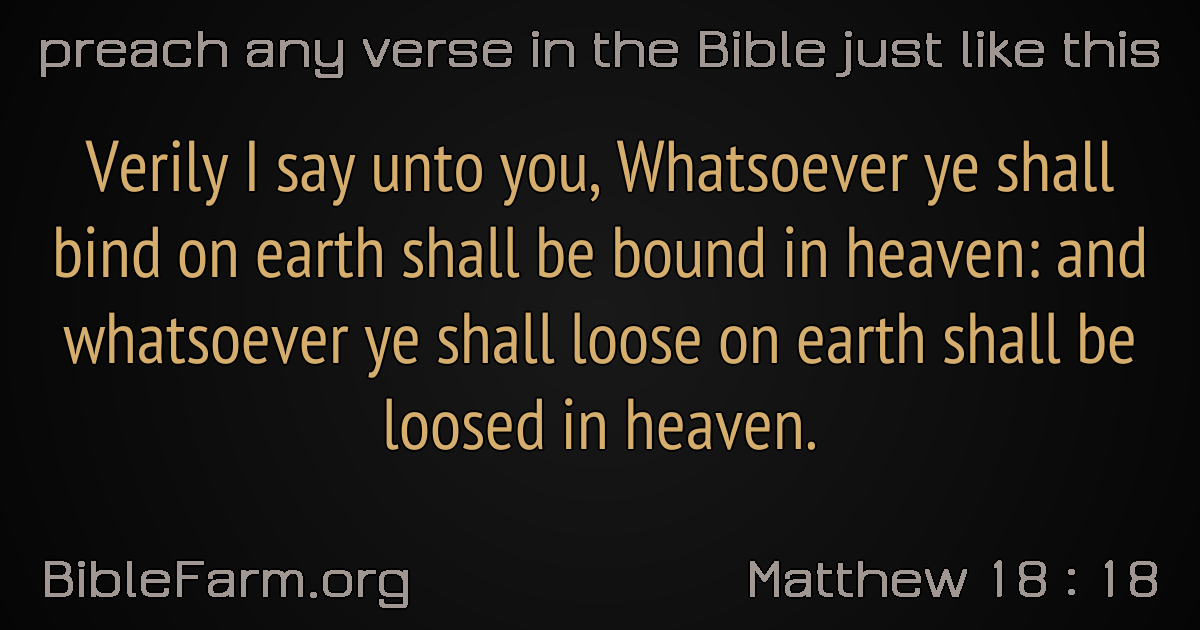 preach any verse in the Bible just like this
Verily I say unto you, Whatsoever ye shall
bind on earth shall be bound in heaven: and
whatsoever ye shall loose on earth shall be
loosed in heaven.
BibleFarm.org
Matthew 18 : 18